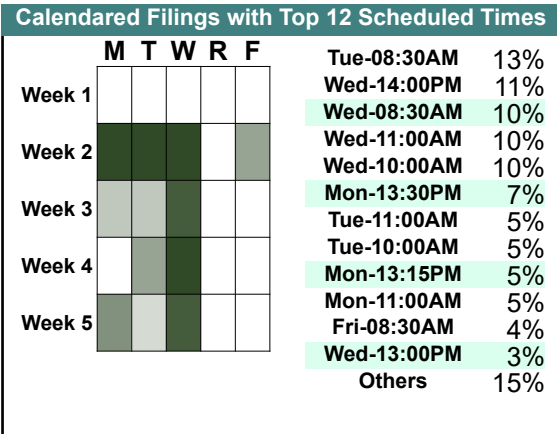 Calendared Filings with Top 12 Scheduled Times
M T W R F
Week 1
Week 2
Week 3
Week 4
Week 5
Tue-08:30AM 13%
Wed-14:00PM 11%
Wed-08:30AM 10%
Wed-11:00AM 10%
Wed-10:00AM 10%
Mon-13:30PM 7%
Tue-11:00AM 5%
Tue-10:00AM 5%
Mon-13:15PM 5%
Mon-11:00AM 5%
Fri-08:30AM 4%
Wed-13:00PM 3%
Others 15%